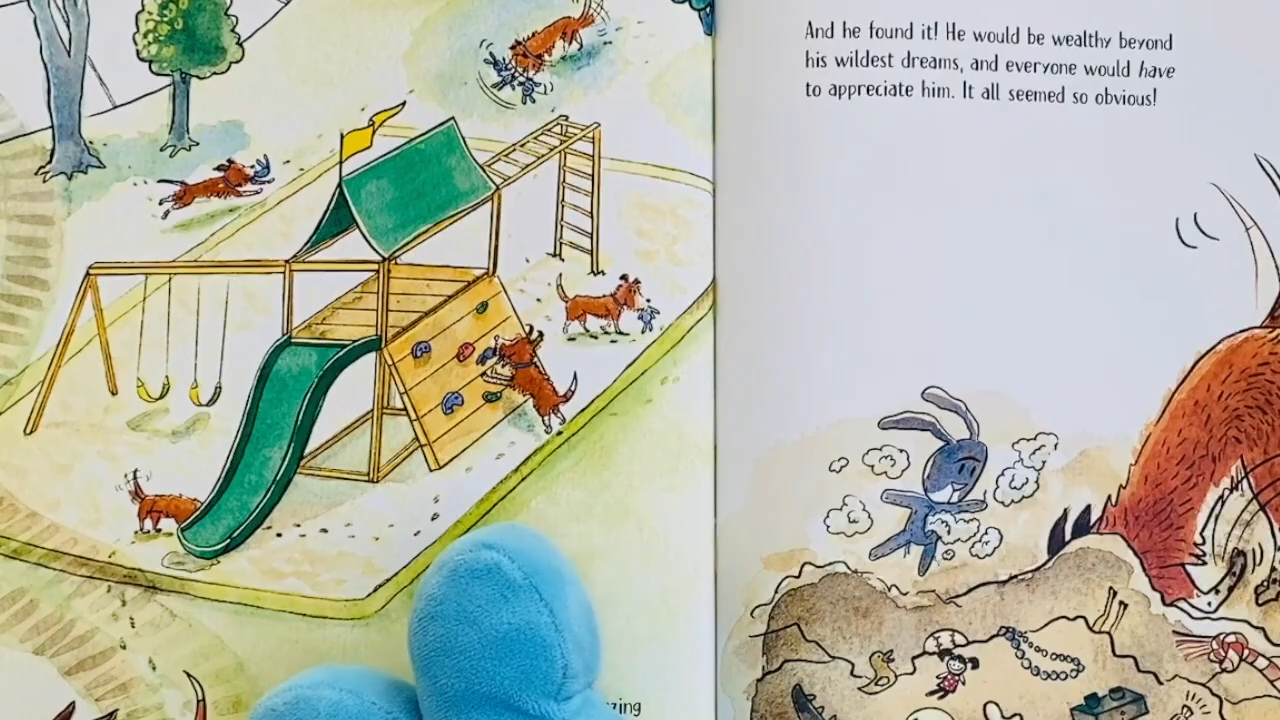 And he found it! He would be wealthy beyond
his wildest dreams, and everyone would have
to appreciate him. It all seemed so obvious!